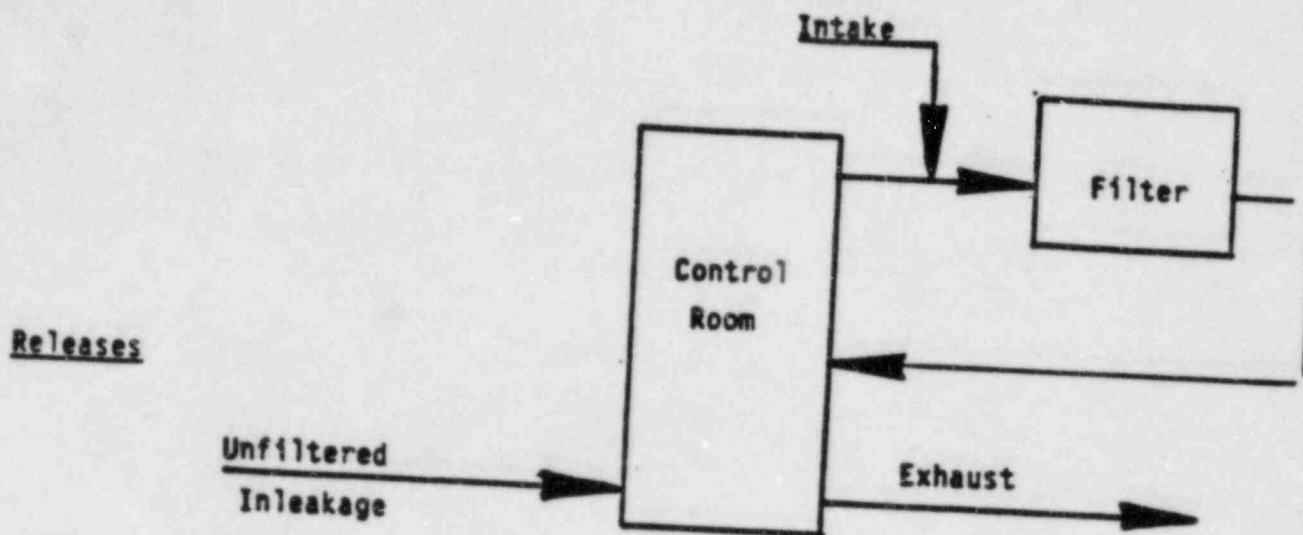 Intake
Filter
Control
Room
Releases
Unfiltered
Inleakage
Exhaust